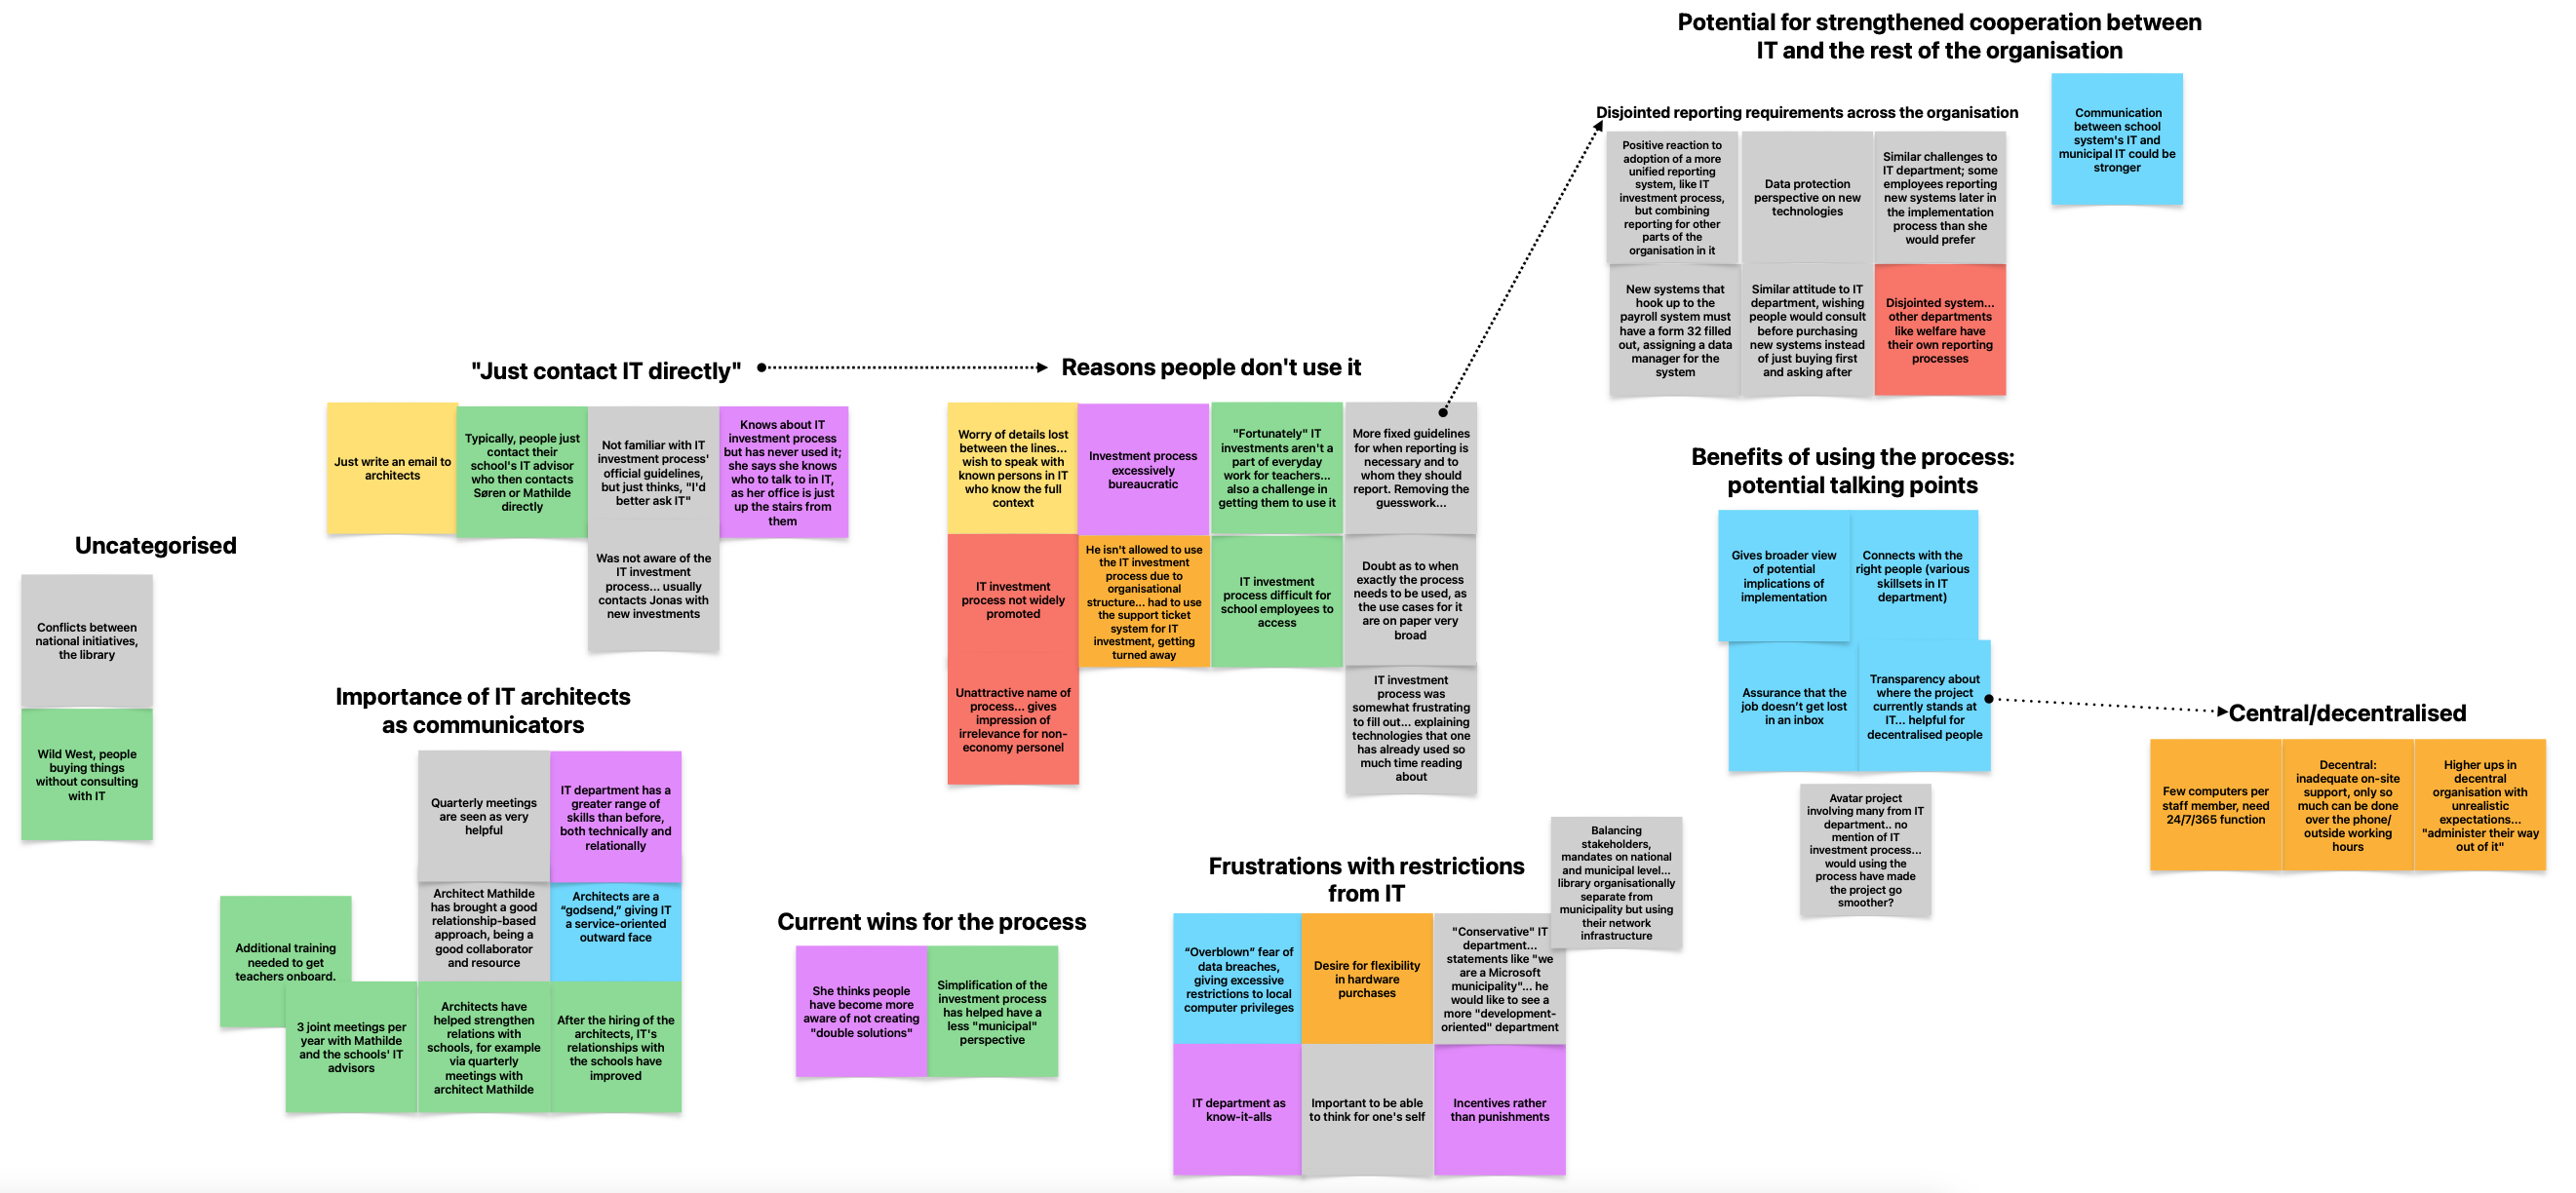 Potential for strengthened cooperation between
IT and the rest of the organisation
Communication
between school
system's IT and
municipal IT could be
stronger
Disjointed reporting requirements across the organisation
Positive reaction to
adoption of a more
unified reporting
system, like IT
investment process,
but combining
reporting for other
parts of the
organisation in it
Data protection
perspective on new
technologies
Similar challenges to
IT department; some
employees reporting
new systems later in
the implementation
process than she
would prefer
New systems that
hook up to the
payroll system must
have a form 32 filled
out, assigning a data
manager for the
system
Similar attitude to IT
department, wishing
people would consult
before purchasing
new systems instead
of just buying first
and asking after
Disjointed system...
other departments
like welfare have
their own reporting
processes
"Just contact IT directly"
Just write an email to
architects
Typically, people just
contact their
school's IT advisor
who then contacts
Søren or Mathilde
directly
Not familiar with IT
investment process'
official guidelines,
but just thinks, "I'd
better ask IT"
Knows about IT
investment process
but has never used it;
she says she knows
who to talk to in IT,
as her office is just
up the stairs from
them
Was not aware of the
IT investment
process... usually
contacts Jonas with
new investments
Reasons people don't use it
Worry of details lost
between the lines...
wish to speak with
known persons in IT
who know the full
context
Investment process
excessively
bureaucratic
"Fortunately" IT
investments aren't a
part of everyday
work for teachers...
also a challenge in
getting them to use it
More fixed guidelines
for when reporting is
necessary and to
whom they should
report. Removing the
guesswork...
IT investment
process not widely
promoted
He isn't allowed to use
the IT investment
process due to
organisational
structure... had to use
the support ticket
system for IT
investment, getting
turned away
IT investment
process difficult for
school employees to
access
Doubt as to when
exactly the process
needs to be used, as
the use cases for it
are on paper very
broad
Unattractive name of
process... gives
impression of
irrelevance for non-
economy personel
IT investment
process was
somewhat frustrating
to fill out... explaining
technologies that one
has already used so
much time reading
about
Benefits of using the process:
potential talking points
Gives broader view
of potential
implications of
implementation
Connects with the
right people (various
skillsets in IT
department)
Assurance that the
job doesn't get lost
in an inbox
Transparency about
where the project
currently stands at
IT... helpful for
decentralised people
Avatar project
involving many from IT
department.. no
mention of IT
investment process...
would using the
process have made
the project go
smoother?
Central/decentralised
Few computers per
staff member, need
24/7/365 function
Decentral:
inadequate on-site
support, only so
much can be done
over the phone/
outside working
hours
Higher ups in
decentral
organisation with
unrealistic
expectations...
"administer their way
out of it"
Uncategorised
Conflicts between
national initiatives,
the library
Wild West, people
buying things
without consulting
with IT
Importance of IT architects
as communicators
Quarterly meetings
are seen as very
helpful
IT department has a
greater range of
skills than before,
both technically and
relationally
Architect Mathilde
has brought a good
relationship-based
approach, being a
good collaborator
and resource
Architects are a
“godsend,” giving IT
a service-oriented
outward face
Additional training
needed to get
teachers onboard.
3 joint meetings per
year with Mathilde
and the schools' IT
advisors
Architects have
helped strengthen
relations with
schools, for example
via quarterly
meetings with
architect Mathilde
After the hiring of the
architects, IT's
relationships with
the schools have
improved
Current wins for the process
She thinks people
have become more
aware of not creating
"double solutions"
Simplification of the
investment process
has helped have a
less "municipal"
perspective
Frustrations with restrictions
from IT
“Overblown” fear of
data breaches,
giving excessive
restrictions to local
computer privileges
Desire for flexibility
in hardware
purchases
"Conservative" IT
department...
statements like "we
are a Microsoft
municipality"... he
would like to see a
more "development-
oriented" department
Balancing
stakeholders,
mandates on national
and municipal level...
library organisationally
separate from
municipality but using
their network
infrastructure
IT department as
know-it-alls
Important to be able
to think for one's self
Incentives rather
than punishments